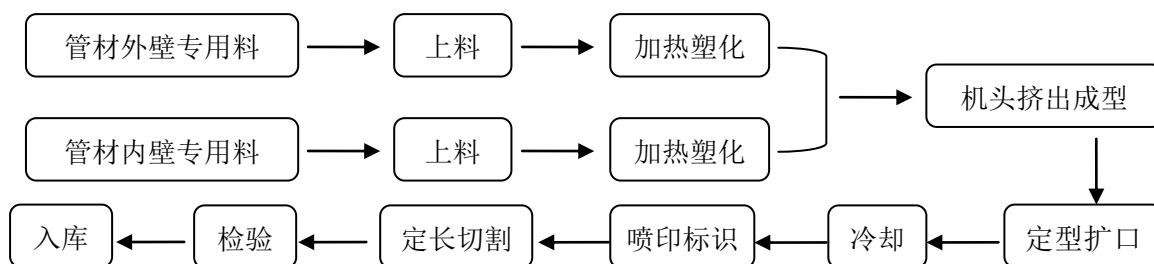 管材外壁专用料
上料
加热塑化
机头挤出成型
管材内壁专用料
上料
加热塑化
入库
检验
定长切割
喷印标识
冷却
定型扩口